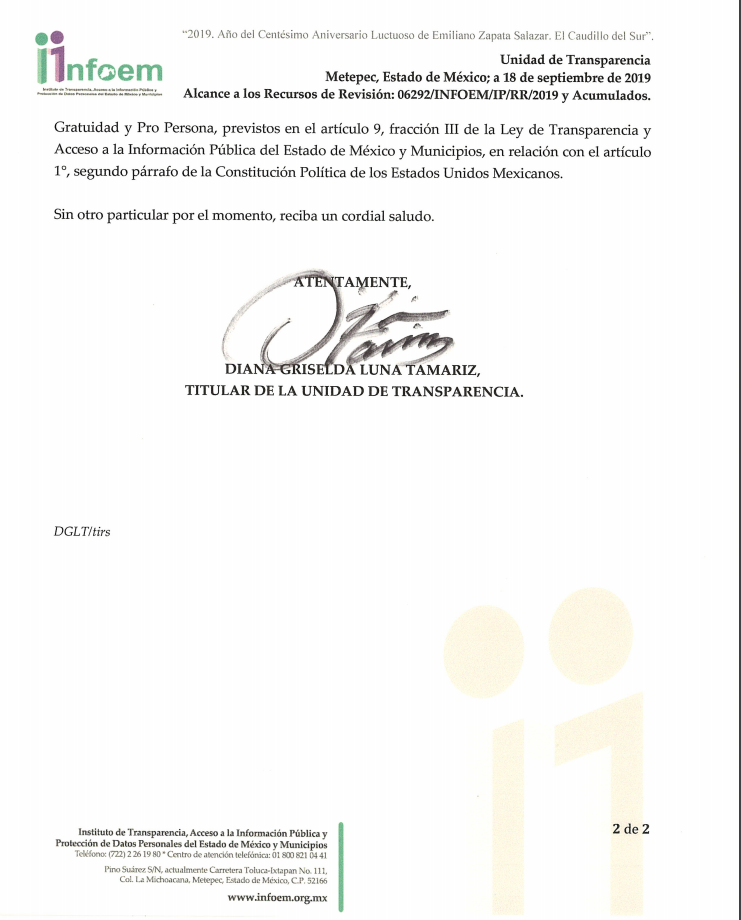 "2019. Año del Centésimo Aniversario Luctuoso de Emiliano Zapata Salazar. El Caudillo del Sur".
infoem
Instituto de Transparencia, Acceso a la Información Pública y
Protección de Datos Personales del Estado de México y Municipios
Unidad de Transparencia
Metepec, Estado de México; a 18 de septiembre de 2019
Alcance a los Recursos de Revisión: 06292/INFOEM/IP/RR/2019 y Acumulados.
Gratuidad y Pro Persona, previstos en el artículo 9, fracción III de la Ley de Transparencia y
Acceso a la Información Pública del Estado de México y Municipios, en relación con el artículo
1°, segundo párrafo de la Constitución Política de los Estados Unidos Mexicanos.
Sin otro particular por el momento, reciba un cordial saludo.
ATENTAMENTE,
DIANA GRISELDA LUNA TAMARIZ,
TITULAR DE LA UNIDAD DE TRANSPARENCIA.
DGLT/tirs
2 de 2
Instituto de Transparencia, Acceso a la Información Pública y
Protección de Datos Personales del Estado de México y Municipios
Teléfono: (722) 2 26 19 80 * Centro de atención telefónica: 01 800 821 04 41
Pino Suárez S/N, actualmente Carretera Toluca-Ixtapan No. 111,
Col. La Michoacana, Metepec, Estado de México, C.P. 52166
www.infoem.org.mx